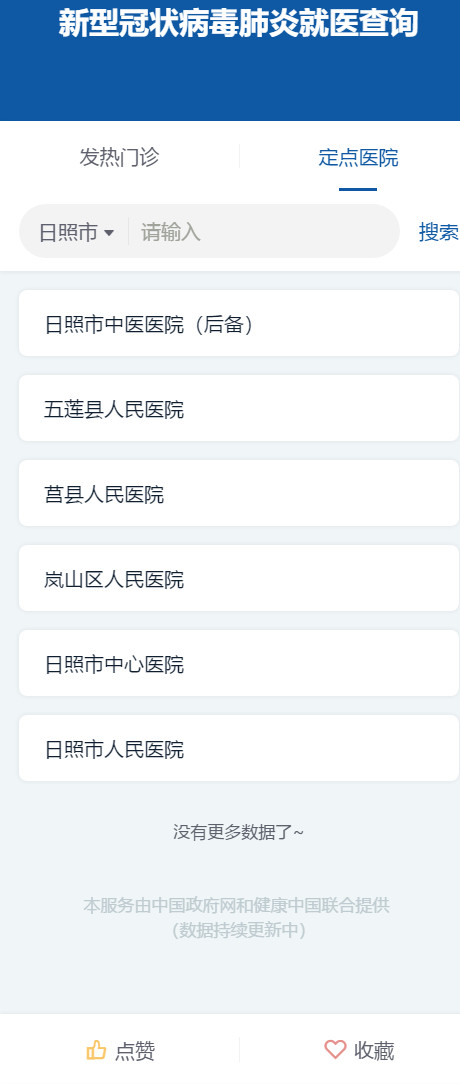 新型冠状病毒肺炎就医查询
发热门诊
定点医院
日照市
请输入
搜索
日照市中医医院（后备）
五莲县人民医院
莒县人民医院
岚山区人民医院
日照市中心医院
日照市人民医院
没有更多数据了~
本服务由中国政府网和健康中国联合提供
（数据持续更新中）
点赞
收藏